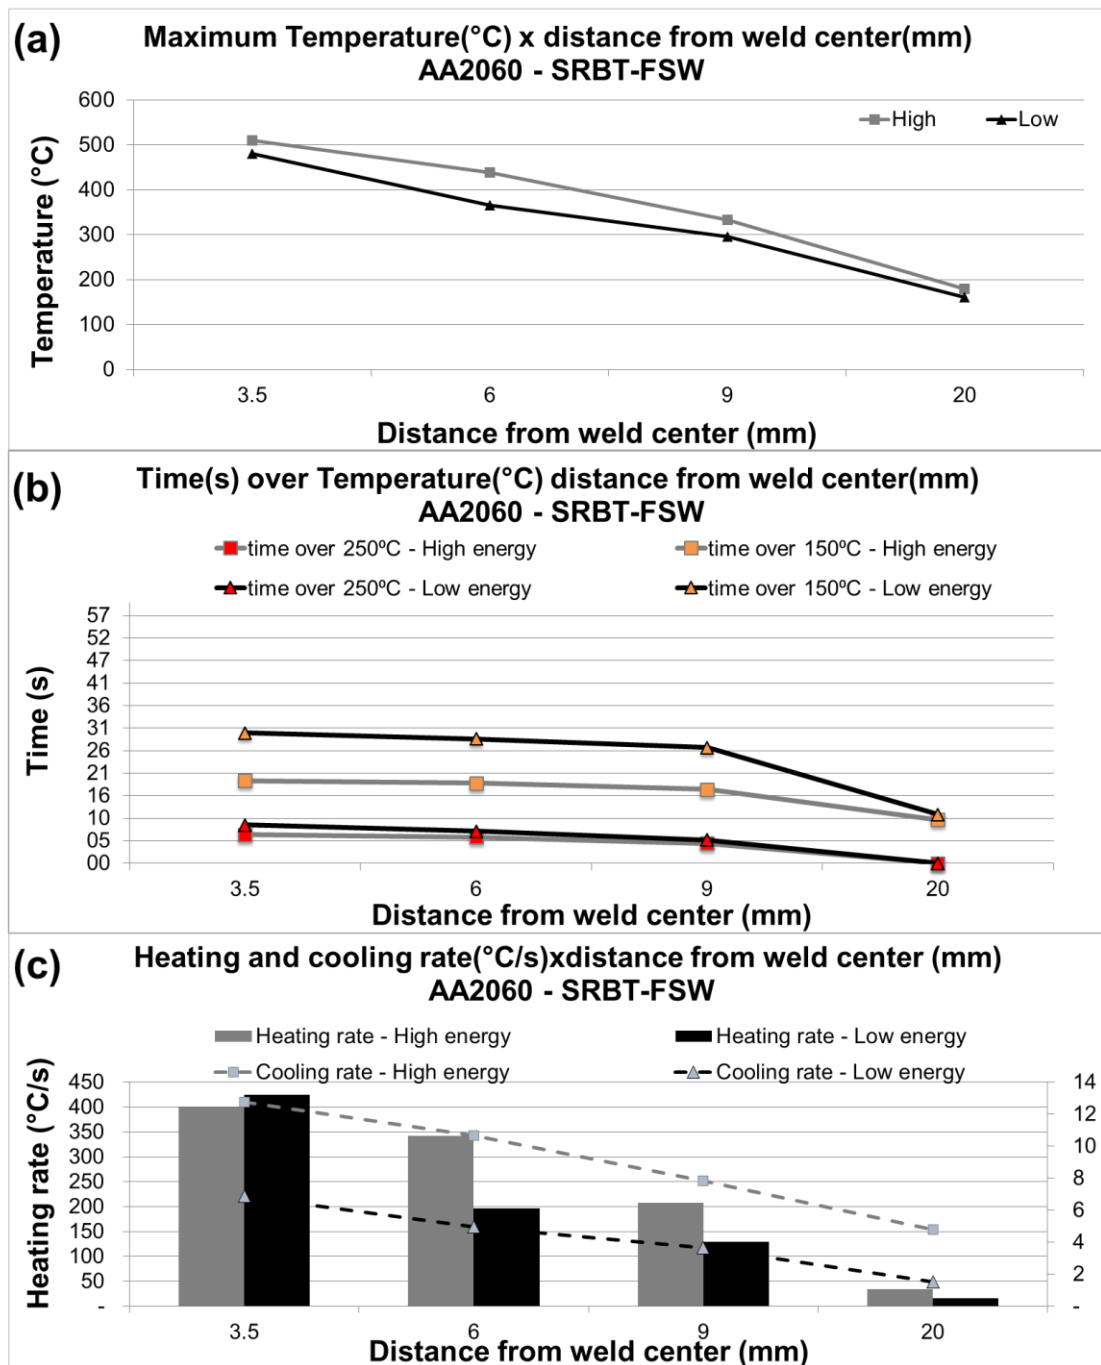 (a)
Maximum Temperature(°C) x distance from weld center(mm)
AA2060 - SRBT-FSW
High
Low
Temperature (°C)
600
500
400
300
200
100
0
3.5 6 9 20
Distance from weld center (mm)
(b)
Time(s) over Temperature(°C) distance from weld center(mm)
AA2060 - SRBT-FSW
time over 250ºC - High energy
time over 150ºC - High energy
time over 250ºC - Low energy
time over 150ºC - Low energy
Time (s)
57
52
47
41
36
31
26
21
16
10
05
00
3.5 6 9 20
Distance from weld center (mm)
(c)
Heating and cooling rate(°C/s)xdistance from weld center (mm)
AA2060 - SRBT-FSW
Heating rate - High energy
Heating rate - Low energy
Cooling rate - High energy
Cooling rate - Low energy
Heating rate (°C/s)
450
400
350
300
250
200
150
100
50
-
14
12
10
8
6
4
2
-
3.5 6 9 20
Distance from weld center (mm)